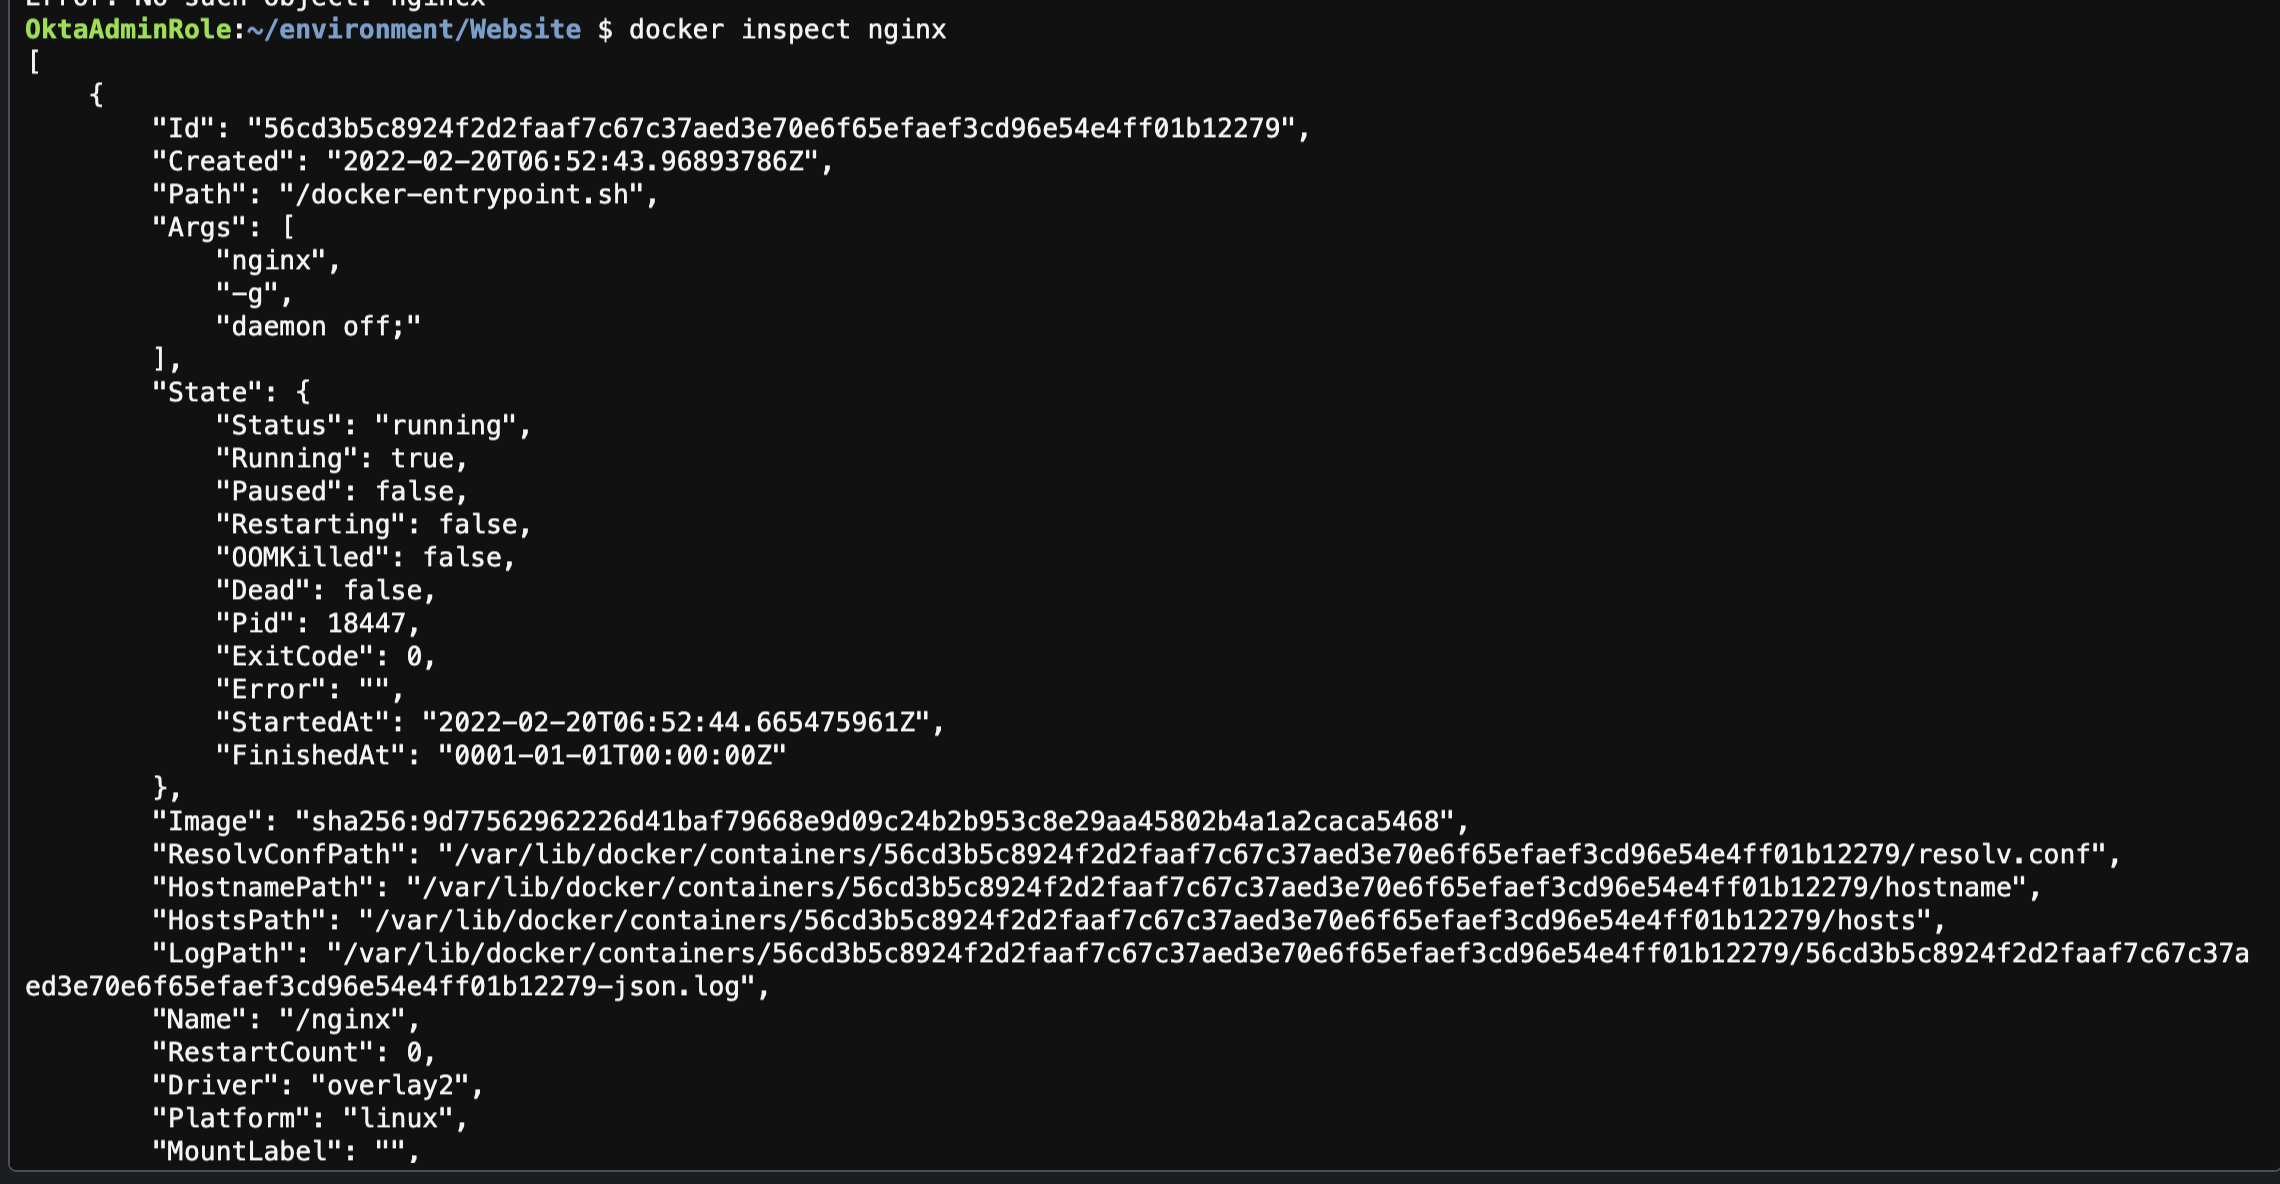 Error: No such object: nginex
OktaAdminRole:~/environment/Website $ docker inspect nginx
[
    {
        "Id": "56cd3b5c8924f2d2faaf7c67c37aed3e70e6f65efaef3cd96e54e4ff01b12279",
        "Created": "2022-02-20T06:52:43.96893786Z",
        "Path": "/docker-entrypoint.sh",
        "Args": [
            "nginx",
            "-g",
            "daemon off;"
        ],
        "State": {
            "Status": "running",
            "Running": true,
            "Paused": false,
            "Restarting": false,
            "OOMKilled": false,
            "Dead": false,
            "Pid": 18447,
            "ExitCode": 0,
            "Error": "",
            "StartedAt": "2022-02-20T06:52:44.665475961Z",
            "FinishedAt": "0001-01-01T00:00:00Z"
        },
        "Image": "sha256:9d77562962226d41baf79668e9d09c24b2b953c8e29aa45802b4a1a2caca5468",
        "ResolvConfPath": "/var/lib/docker/containers/56cd3b5c8924f2d2faaf7c67c37aed3e70e6f65efaef3cd96e54e4ff01b12279/resolv.conf",
        "HostnamePath": "/var/lib/docker/containers/56cd3b5c8924f2d2faaf7c67c37aed3e70e6f65efaef3cd96e54e4ff01b12279/hostname",
        "HostsPath": "/var/lib/docker/containers/56cd3b5c8924f2d2faaf7c67c37aed3e70e6f65efaef3cd96e54e4ff01b12279/hosts",
        "LogPath": "/var/lib/docker/containers/56cd3b5c8924f2d2faaf7c67c37aed3e70e6f65efaef3cd96e54e4ff01b12279/56cd3b5c8924f2d2faaf7c67c37a
ed3e70e6f65efaef3cd96e54e4ff01b12279-json.log",
        "Name": "/nginx",
        "RestartCount": 0,
        "Driver": "overlay2",
        "Platform": "linux",
        "MountLabel": "",